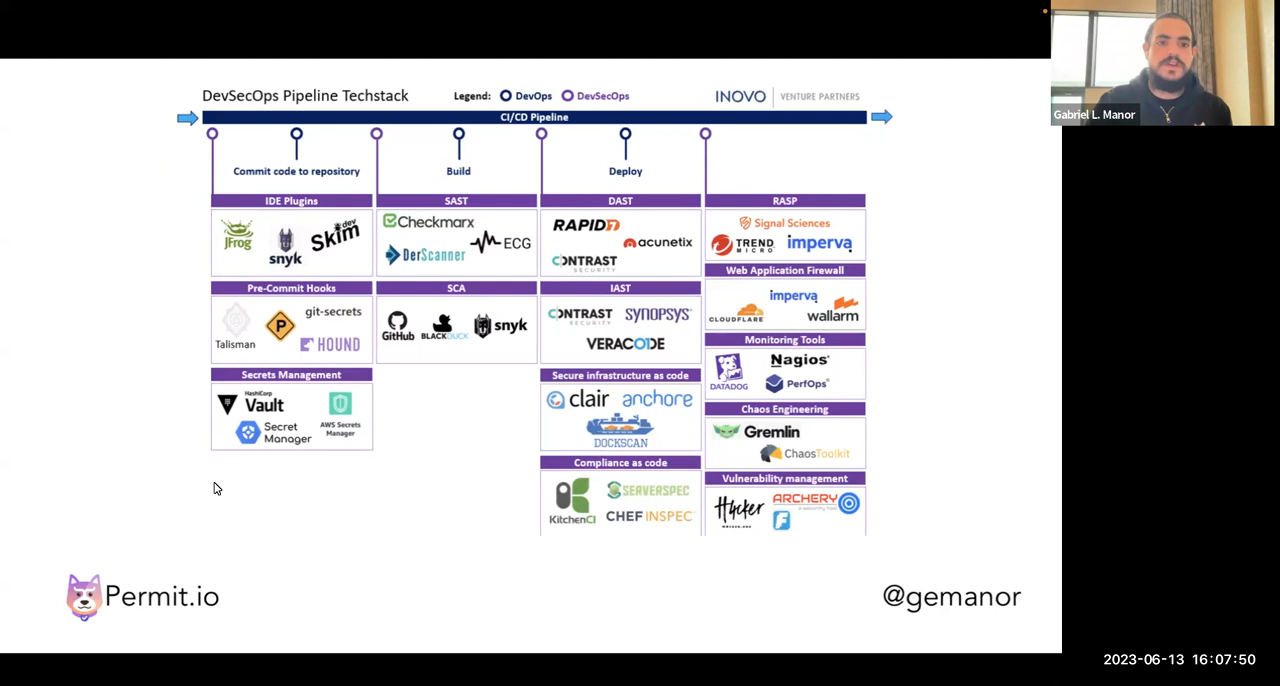 DevSecOps Pipeline Techstack
Legend: DevOps DevSecOps
INOVO VENTURE PARTNERS
CI/CD Pipeline
Commit code to repository
Build
Deploy
IDE Plugins
JFrog
snyk
dev
Skim
Pre-Commit Hooks
Talisman
P
git-secrets
HOUND
Secrets Management
HashiCorp
Vault
Secret
Manager
AWS Secrets
Manager
SAST
Checkmarx
DerScanner
ECG
SCA
GitHub
BLACKDUCK
snyk
DAST
RAPID7
acunetix
CONTRAST
SECURITY
IAST
CONTRAST
SECURITY
SYNOPSYS®
VERACODE
Secure infrastructure as code
clair
anchore
DOCKSCAN
Compliance as code
KitchenCI
SERVERSPEC
CHEF INSPEC™
RASP
Signal Sciences
TREND
MICRO
imperva
Web Application Firewall
CLOUDFLARE
imperva
wallarm
Monitoring Tools
DATADOG
Nagios®
PerfOps®
Chaos Engineering
Gremlin
ChaosToolkit
Vulnerability management
ARCHERY
F
Permit.io
@gemanor
Gabriel L. Manor
2023-06-13 16:07:50